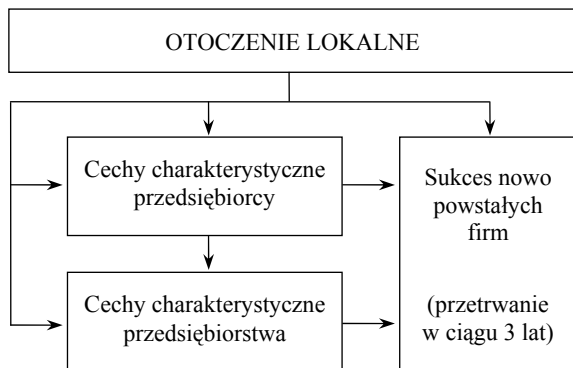 OTOCZENIE LOKALNE
Cechy charakterystyczne
przedsiębiorcy
Sukces nowo
powstałych
firm
(przetrwanie
w ciągu 3 lat)
Cechy charakterystyczne
przedsiębiorstwa